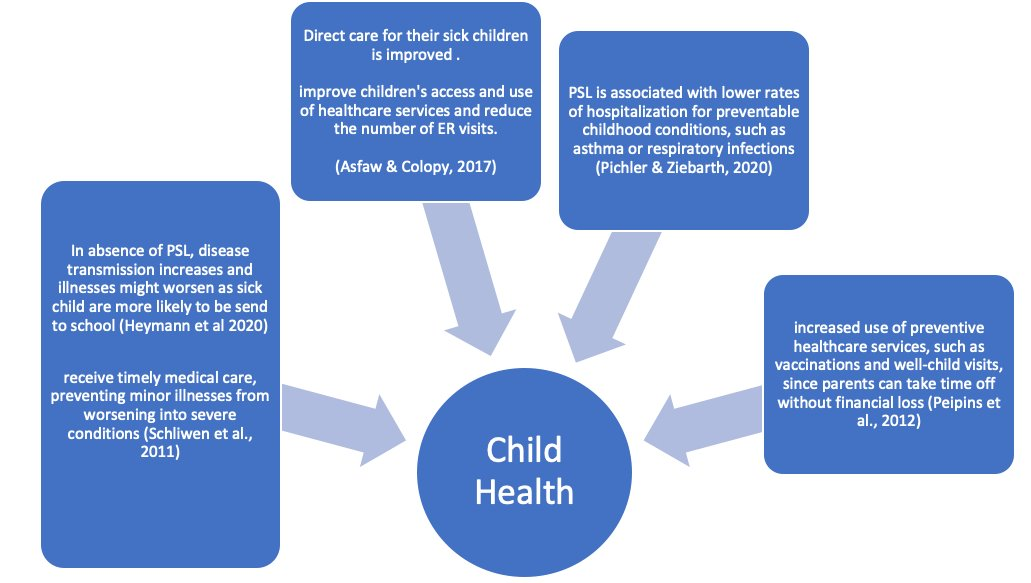 In absence of PSL, disease
transmission increases and
illnesses might worsen as sick
child are more likely to be send
to school (Heymann et al 2020)
receive timely medical care,
preventing minor illnesses from
worsening into severe
conditions (Schliwen et al.,
2011)
Direct care for their sick children
is improved .
improve children's access and use
of healthcare services and reduce
the number of ER visits.
(Asfaw & Colopy, 2017)
PSL is associated with lower rates
of hospitalization for preventable
childhood conditions, such as
asthma or respiratory infections
(Pichler & Ziebarth, 2020)
increased use of preventive
healthcare services, such as
vaccinations and well-child visits,
since parents can take time off
without financial loss (Peipins et
al., 2012)
Child
Health